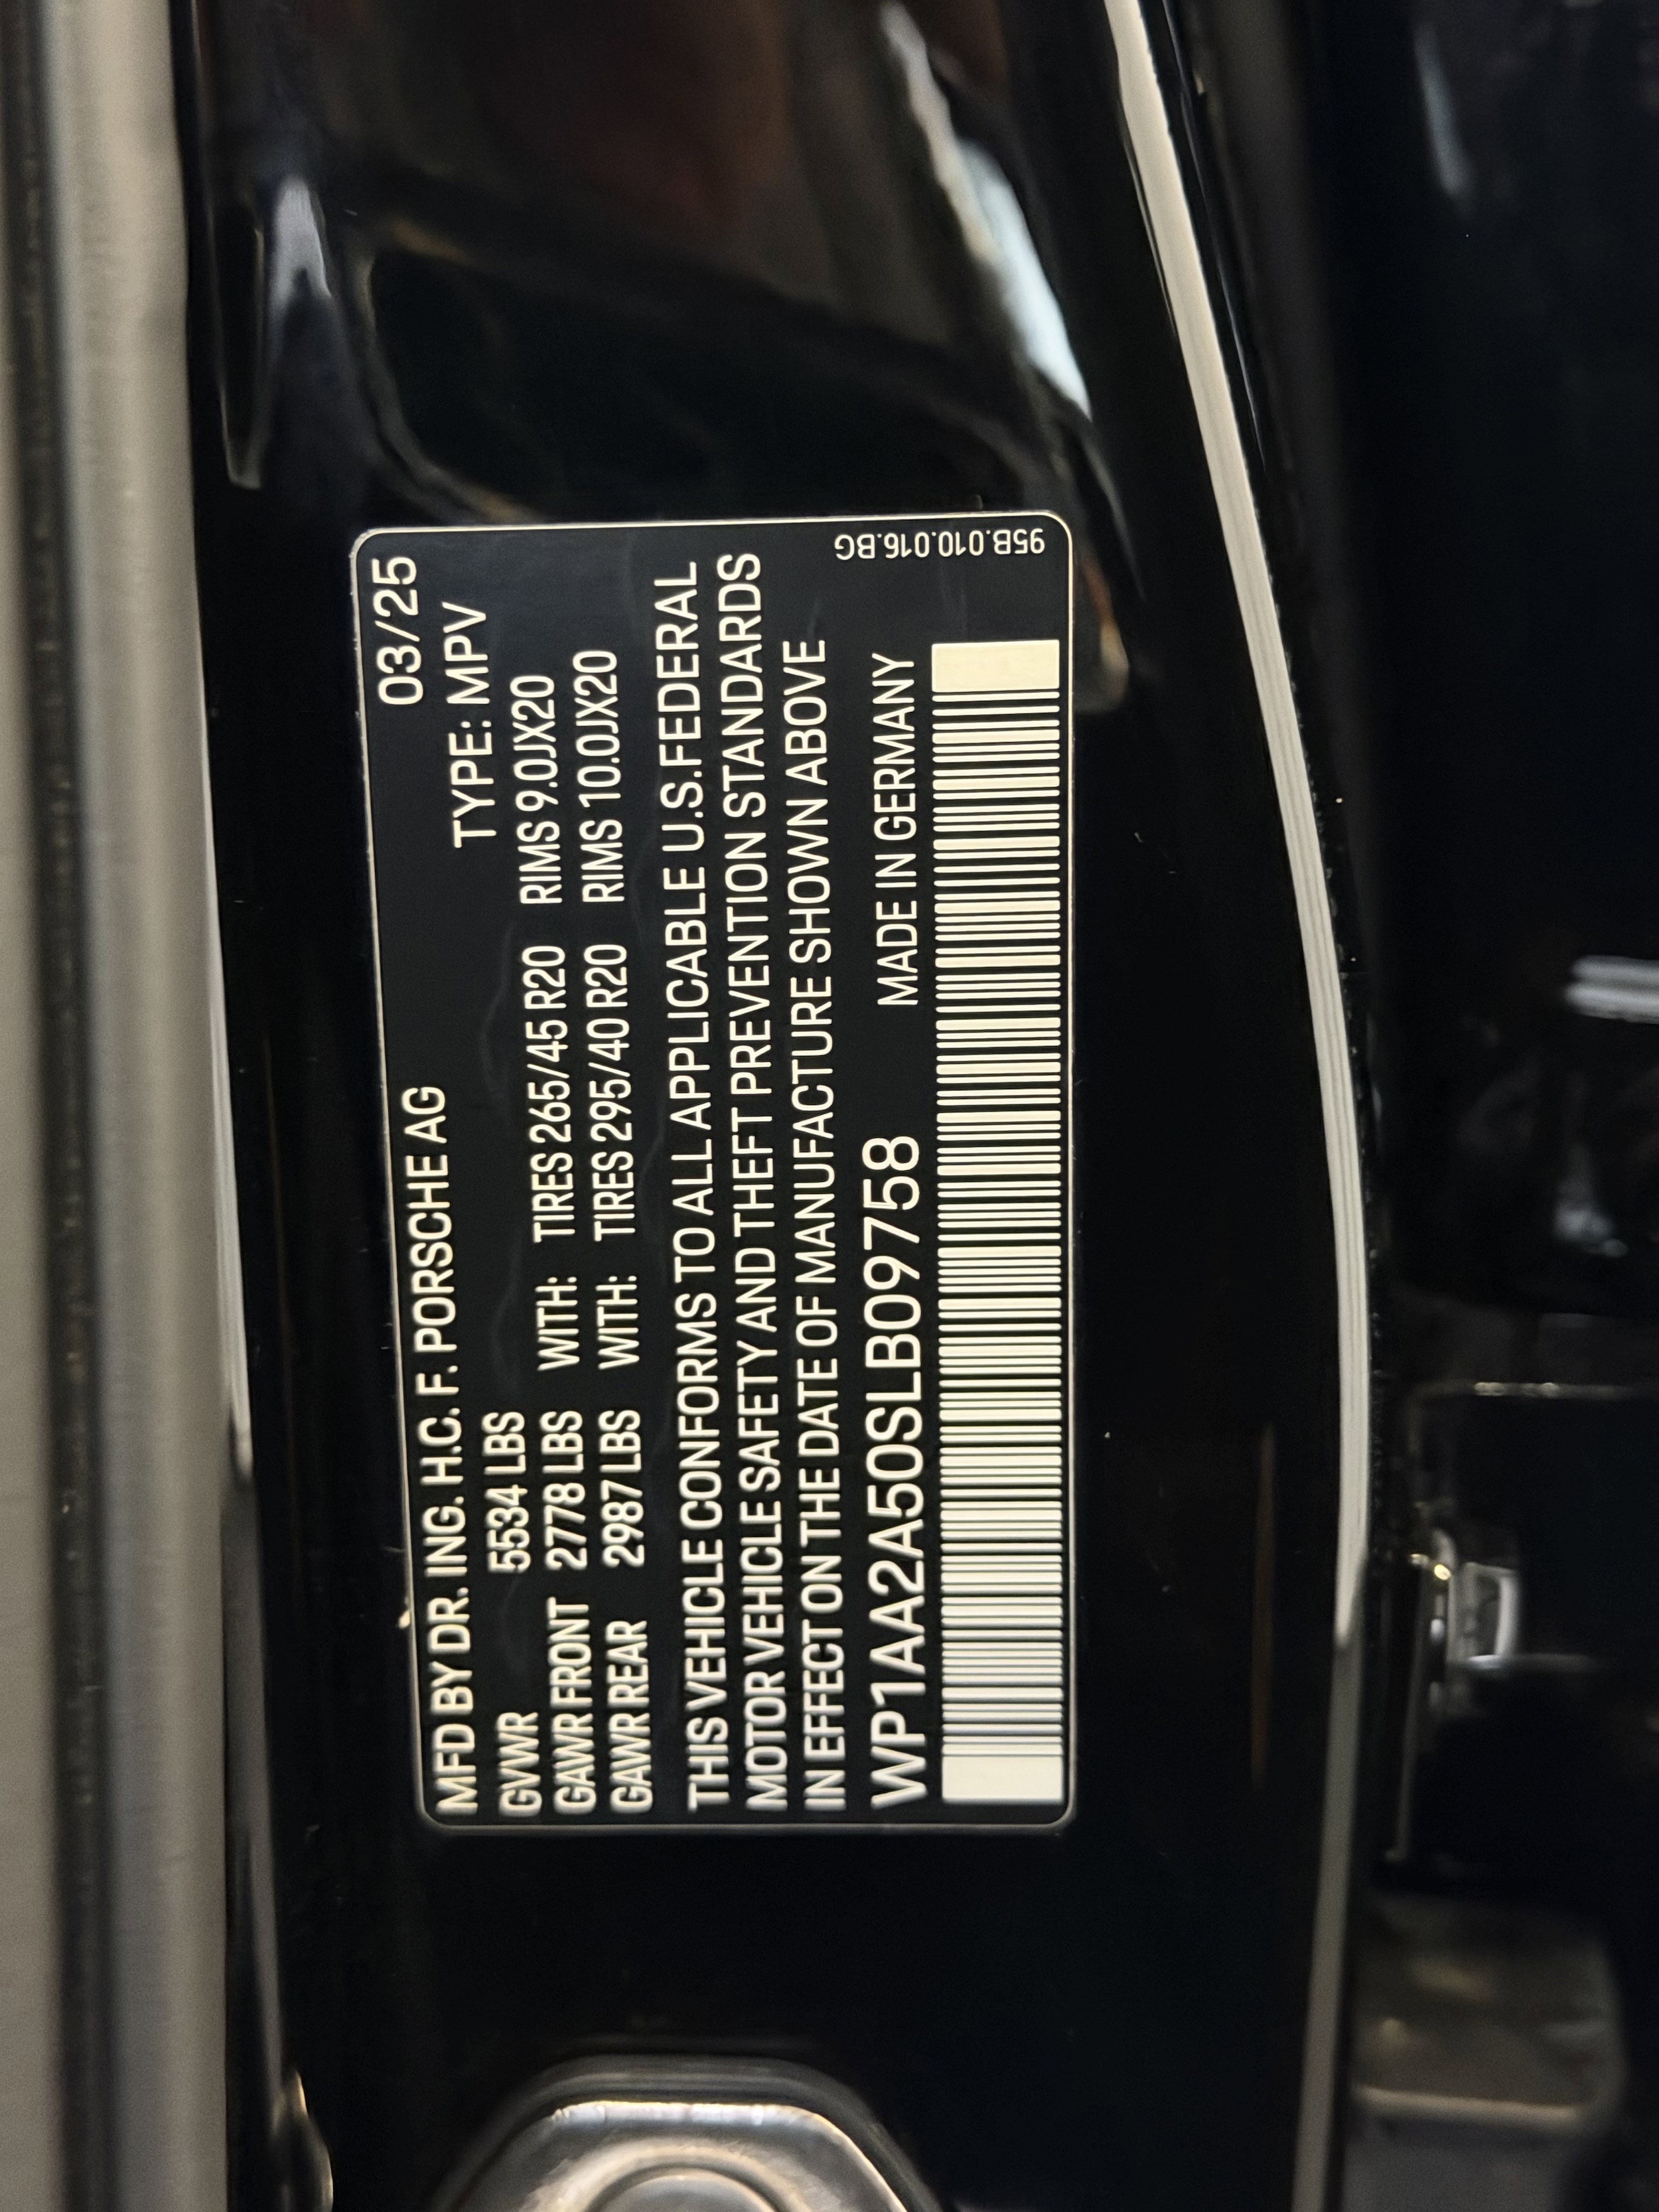 MFD BY DR. ING. H.C. F. PORSCHE AG 03/25
GVWR 5534 LBS TYPE: MPV
GAWR FRONT 2778 LBS WITH: TIRES 265/45 R20 RIMS 9.0JX20
GAWR REAR 2987 LBS WITH: TIRES 295/40 R20 RIMS 10.0JX20
THIS VEHICLE CONFORMS TO ALL APPLICABLE U.S.FEDERAL
MOTOR VEHICLE SAFETY AND THEFT PREVENTION STANDARDS
IN EFFECT ON THE DATE OF MANUFACTURE SHOWN ABOVE
WP1AA2A50SLB09758 MADE IN GERMANY
95B.010.016.BG